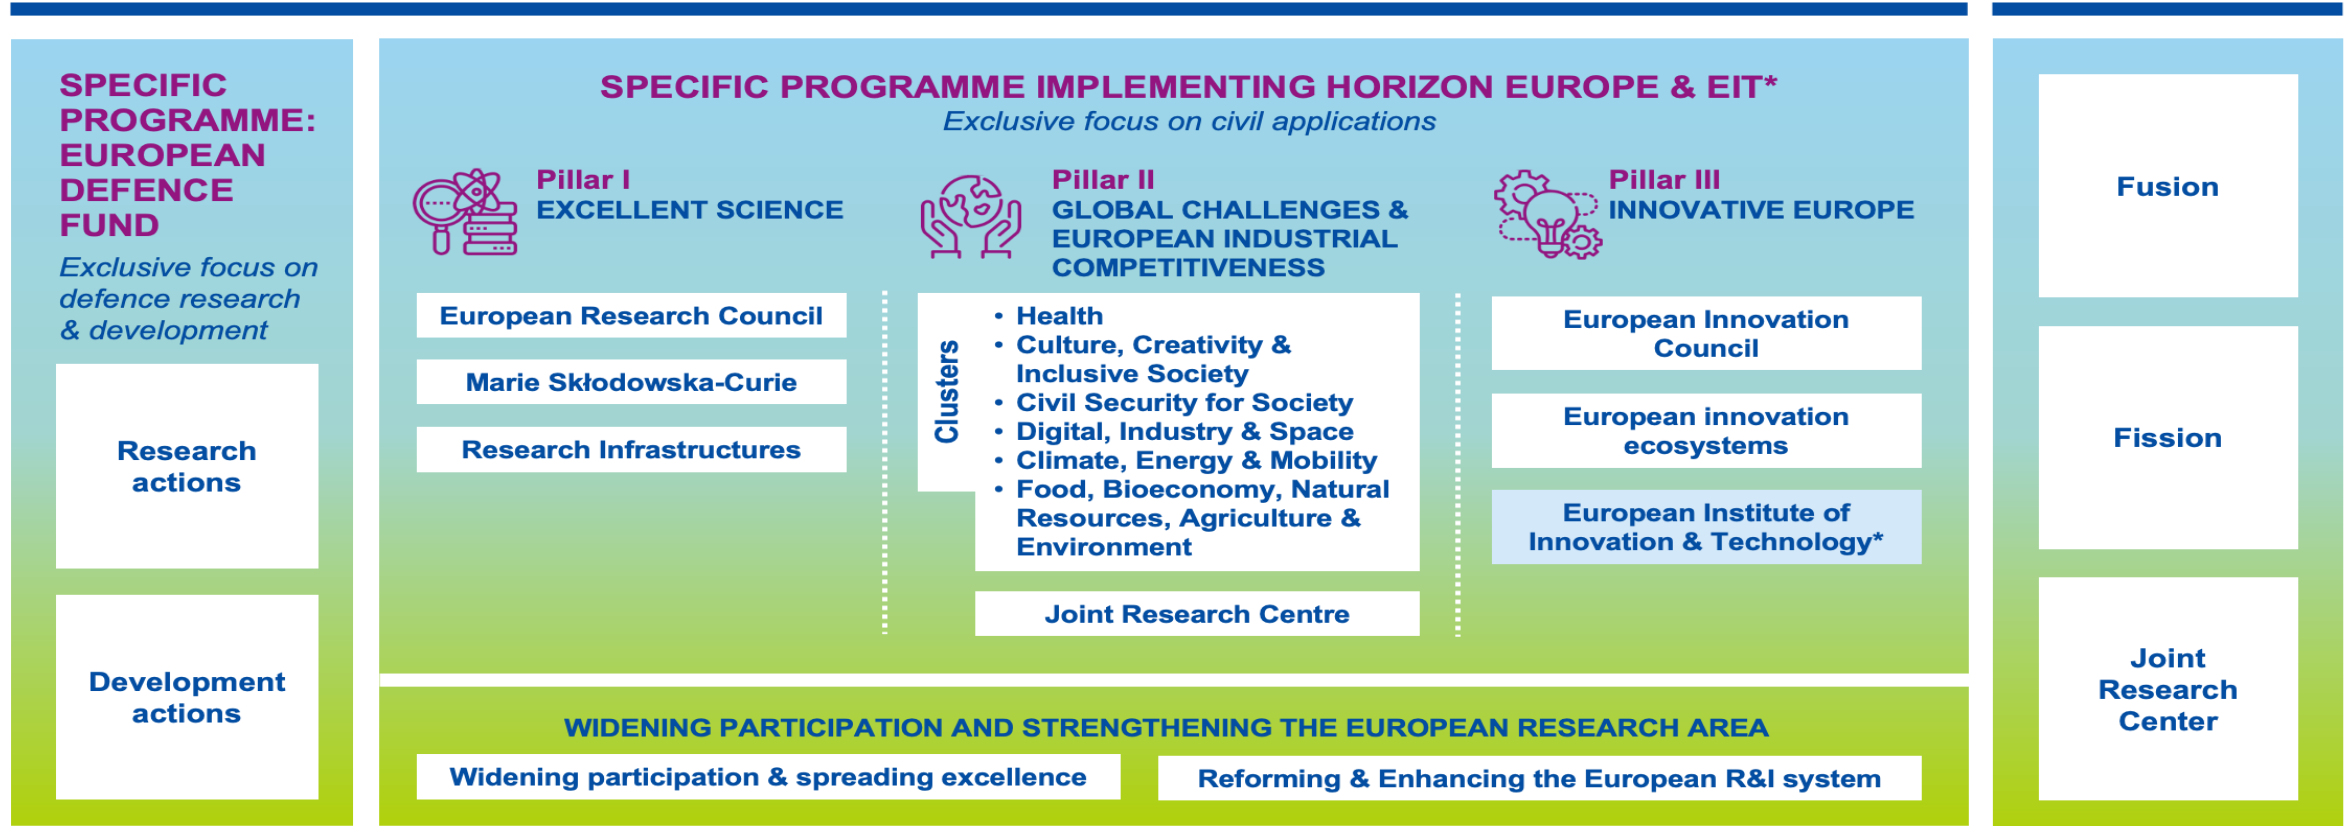 SPECIFIC
PROGRAMME:
EUROPEAN
DEFENCE
FUND
Exclusive focus on
defence research
& development
Research
actions
Development
actions
SPECIFIC PROGRAMME IMPLEMENTING HORIZON EUROPE & EIT*
Exclusive focus on civil applications
Pillar I
EXCELLENT SCIENCE
European Research Council
Marie Skłodowska-Curie
Research Infrastructures
Pillar II
GLOBAL CHALLENGES &
EUROPEAN INDUSTRIAL
COMPETITIVENESS
Clusters
• Health
• Culture, Creativity &
Inclusive Society
• Civil Security for Society
• Digital, Industry & Space
• Climate, Energy & Mobility
• Food, Bioeconomy, Natural
Resources, Agriculture &
Environment
Joint Research Centre
Pillar III
INNOVATIVE EUROPE
European Innovation
Council
European innovation
ecosystems
European Institute of
Innovation & Technology*
WIDENING PARTICIPATION AND STRENGTHENING THE EUROPEAN RESEARCH AREA
Widening participation & spreading excellence
Reforming & Enhancing the European R&I system
Fusion
Fission
Joint
Research
Center